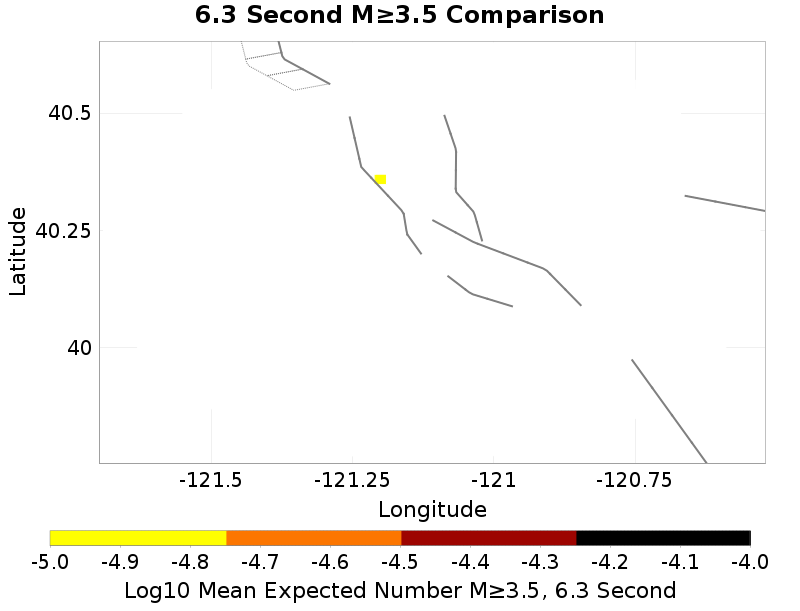 6.3 Second M≥3.5 Comparison
40.5
40.25
40
Latitude
-121.5 -121.25 -121 -120.75
Longitude
-5.0 -4.9 -4.8 -4.7 -4.6 -4.5 -4.4 -4.3 -4.2 -4.1 -4.0
Log10 Mean Expected Number M≥3.5, 6.3 Second